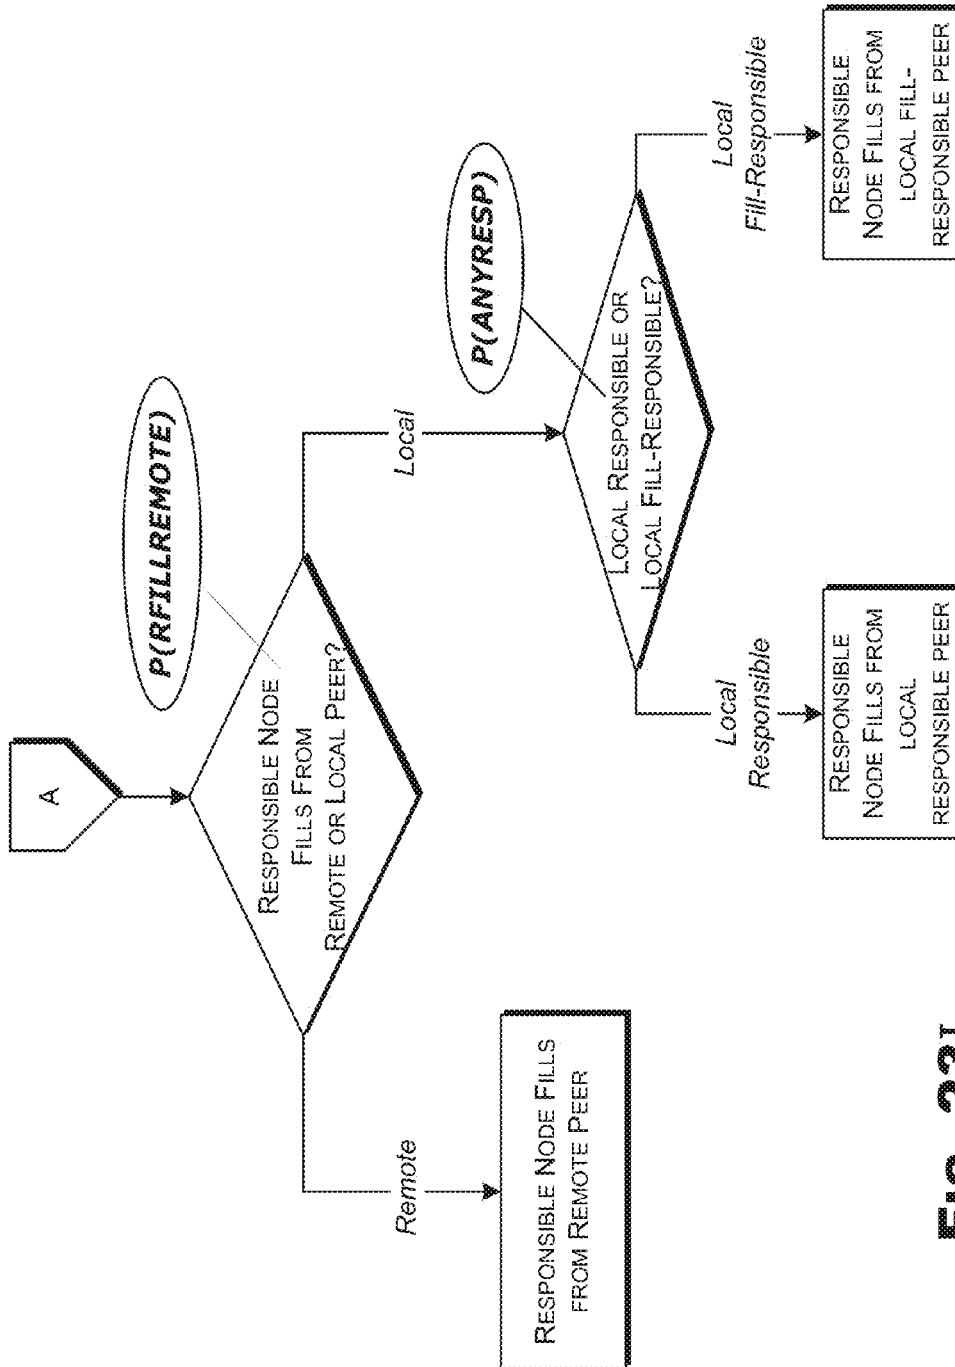 A
P(RFILLREMOTE)
RESPONSIBLE NODE
FILLS FROM
REMOTE OR LOCAL PEER?
Remote
Local
RESPONSIBLE NODE FILLS
FROM REMOTE PEER
P(ANYRESP)
LOCAL RESPONSIBLE OR
LOCAL FILL-RESPONSIBLE?
Local
Responsible
Local
Fill-Responsible
RESPONSIBLE
NODE FILLS FROM
LOCAL
RESPONSIBLE PEER
RESPONSIBLE
NODE FILLS FROM
LOCAL FILL-
RESPONSIBLE PEER